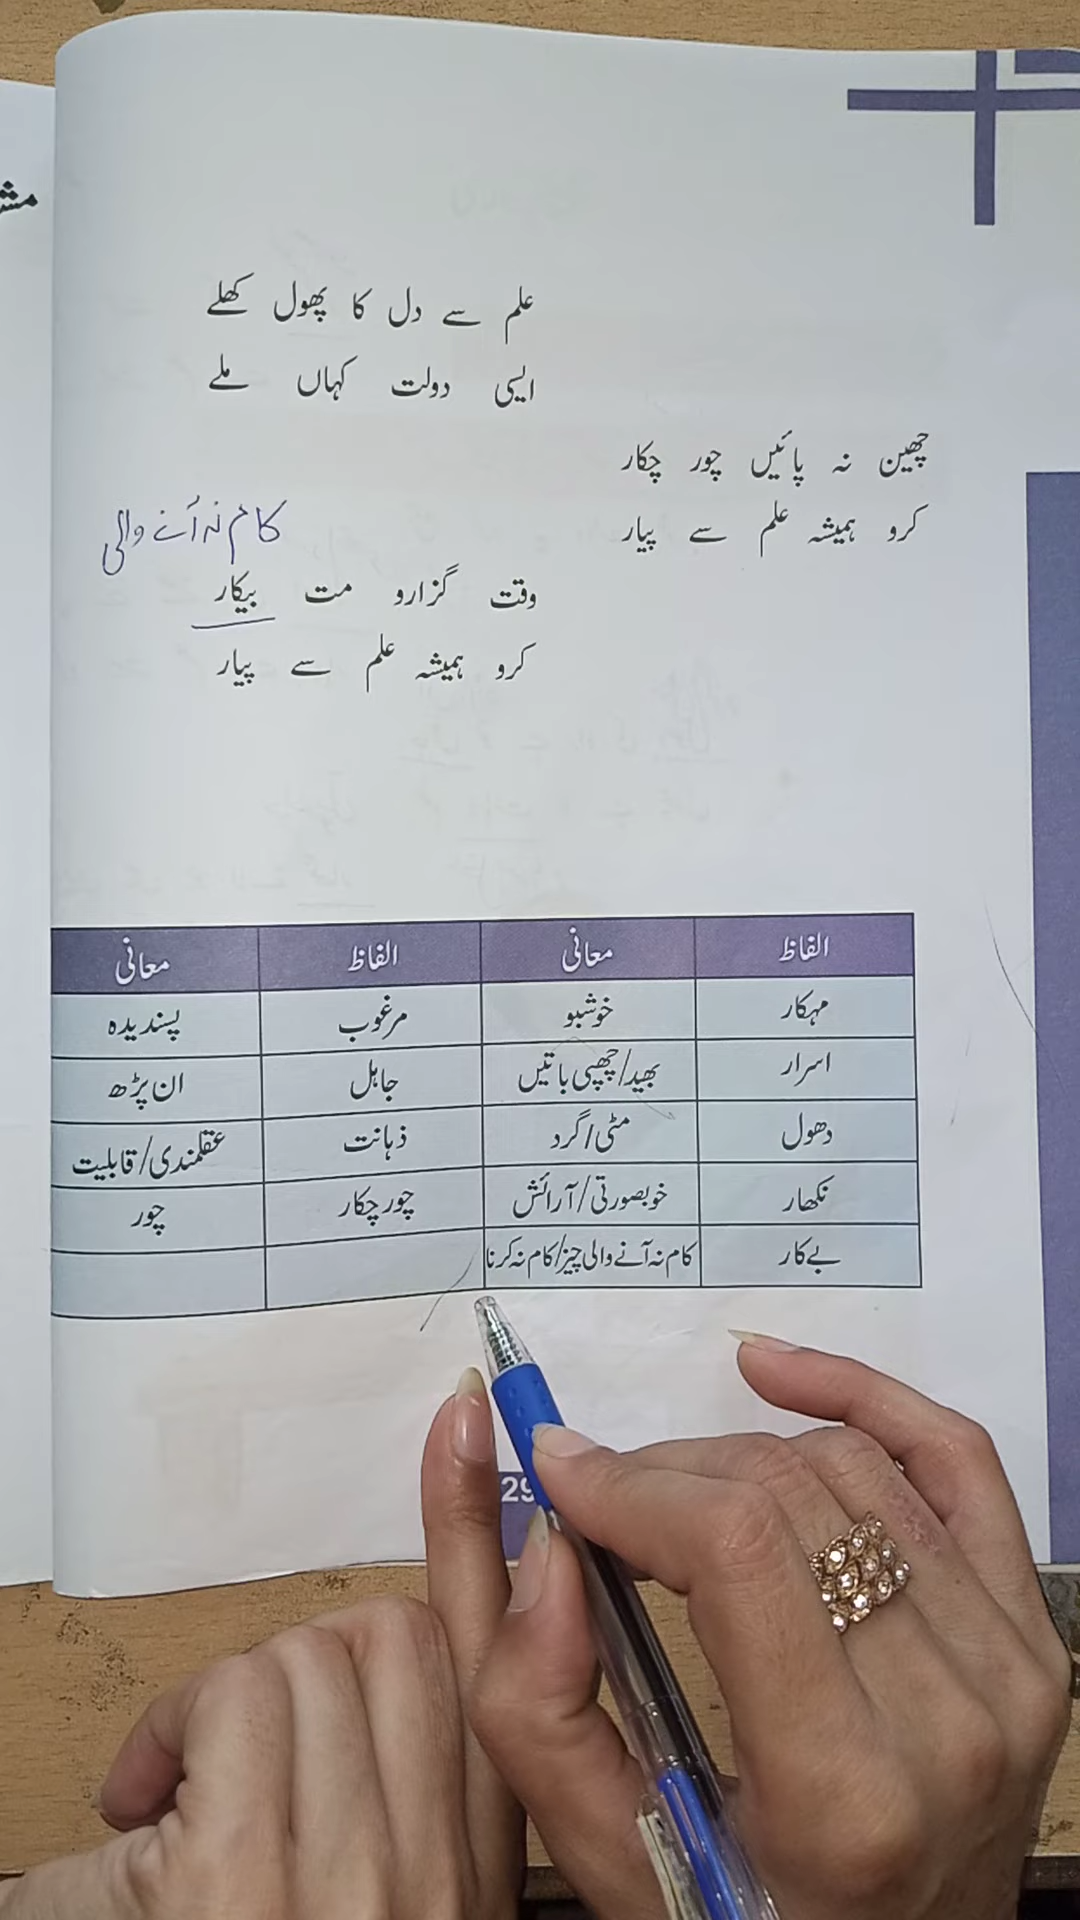 مش
علم سے دل کا پھول کھلے
ایسی دولت کہاں ملے
چھین نہ پائیں چور چکار
کرو ہمیشہ علم سے پیار
کام نہ آنے والی
وقت گزارو مت بیکار
کرو ہمیشہ علم سے پیار
الفاظ معانی الفاظ معانی
مہکار خوشبو مرغوب پسندیدہ
اسرار بھید/چھپی باتیں جاہل ان پڑھ
دھول مٹی/گرد ذہانت عقلمندی/قابلیت
نکھار خوبصورتی/آرائش چور چکار چور
بے کار کام نہ آنے والی چیز/کام نہ کرنا
29